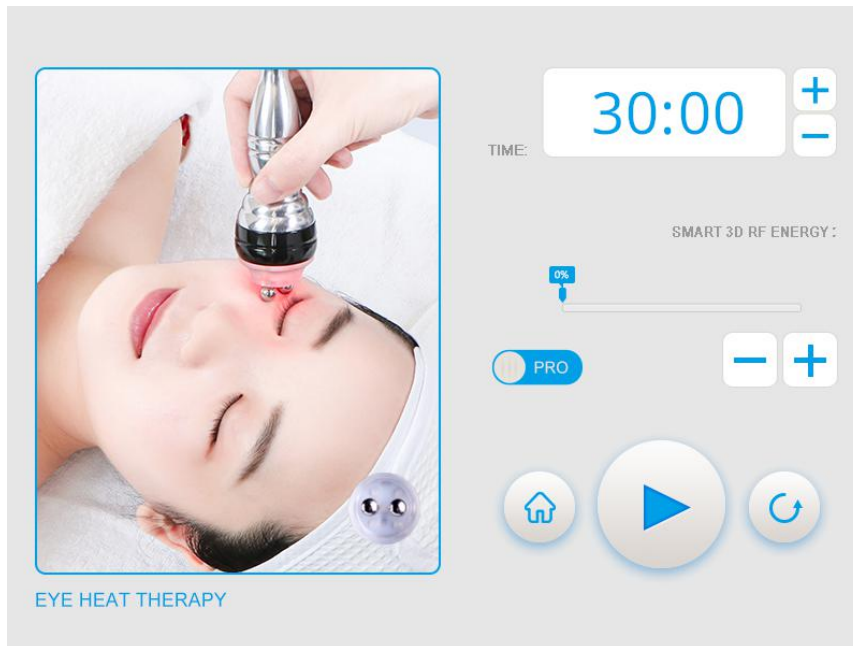 30:00
TIME:
SMART 3D RF ENERGY :
0%
PRO
EYE HEAT THERAPY